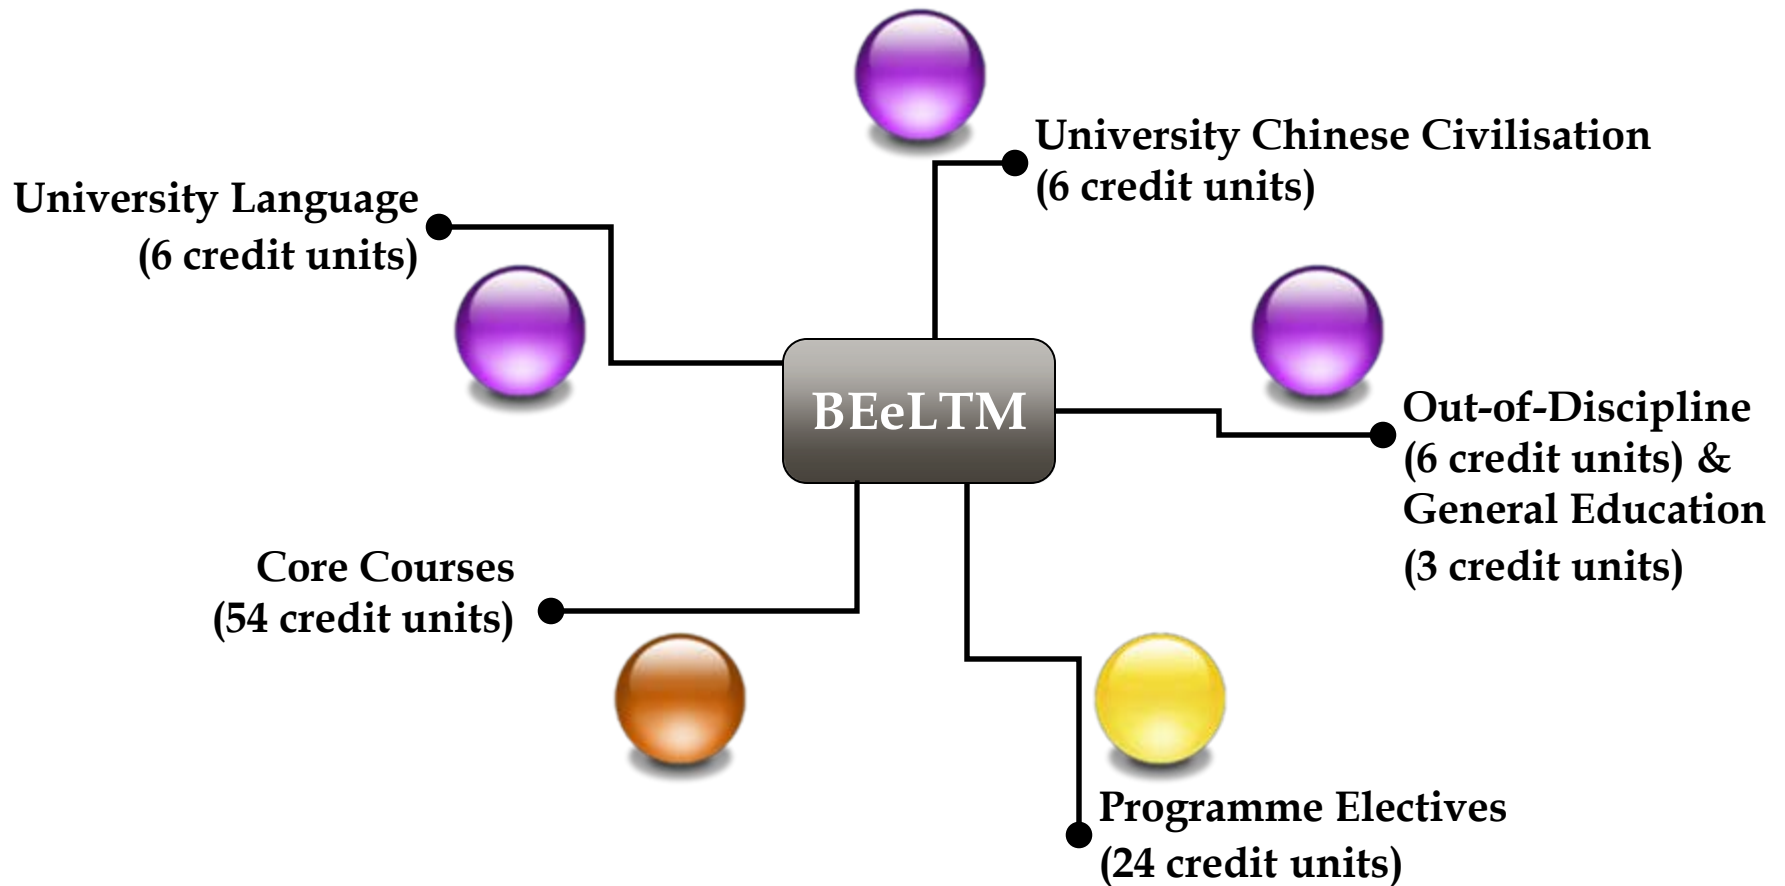 University Chinese Civilisation
(6 credit units)
University Language
(6 credit units)
BEeLTM
Out-of-Discipline
(6 credit units) &
General Education
(3 credit units)
Core Courses
(54 credit units)
Programme Electives
(24 credit units)